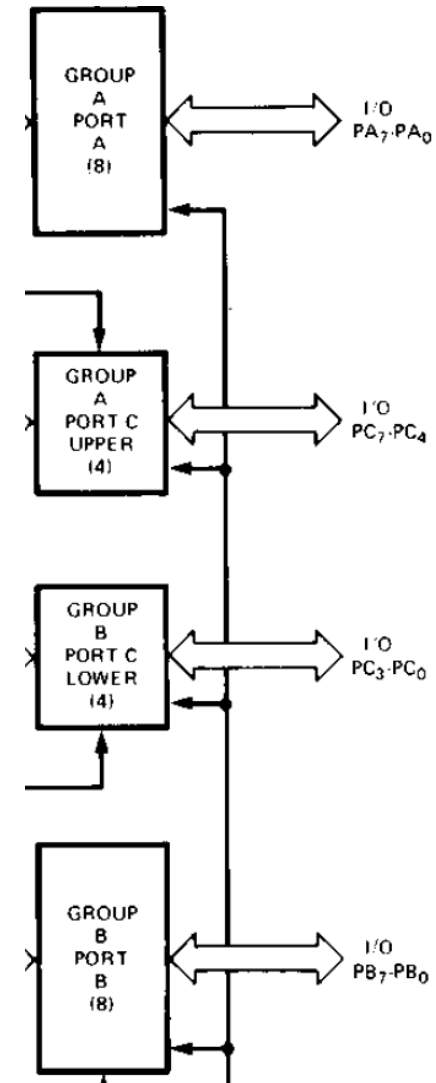 GROUP
A
PORT
A
(8)
I/O
PA7-PA0
GROUP
A
PORT C
UPPER
(4)
I/O
PC7-PC4
GROUP
B
PORT C
LOWER
(4)
I/O
PC3-PC0
GROUP
B
PORT
B
(8)
I/O
PB7-PB0